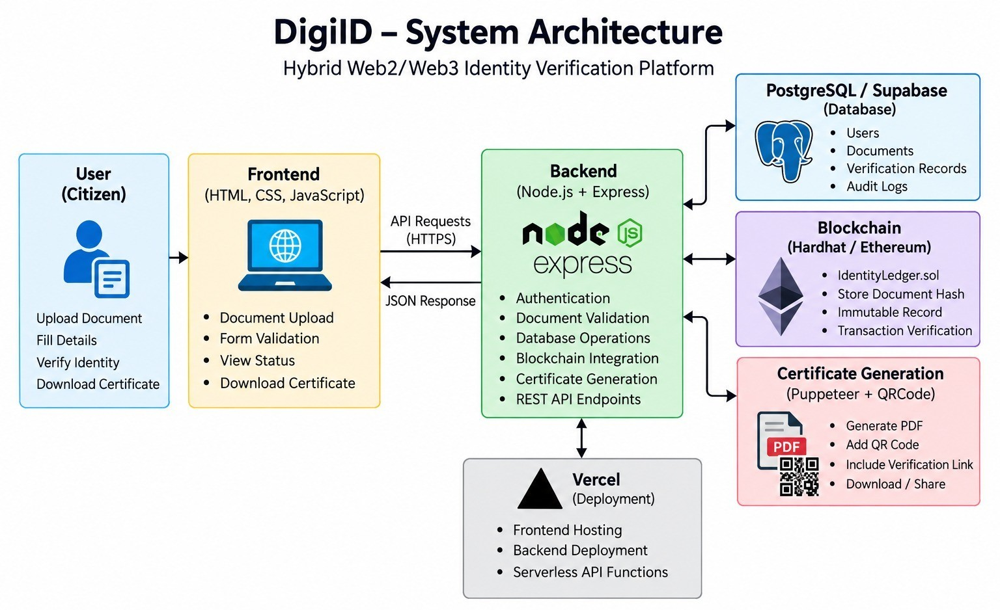 DigiID – System Architecture
Hybrid Web2/Web3 Identity Verification Platform
User
(Citizen)
Upload Document
Fill Details
Verify Identity
Download Certificate
Frontend
(HTML, CSS, JavaScript)
• Document Upload
• Form Validation
• View Status
• Download Certificate
API Requests
(HTTPS)
JSON Response
Backend
(Node.js + Express)
node JS
express
• Authentication
• Document Validation
• Database Operations
• Blockchain Integration
• Certificate Generation
• REST API Endpoints
PostgreSQL / Supabase
(Database)
• Users
• Documents
• Verification Records
• Audit Logs
Blockchain
(Hardhat / Ethereum)
• IdentityLedger.sol
• Store Document Hash
• Immutable Record
• Transaction Verification
Certificate Generation
(Puppeteer + QRCode)
PDF
• Generate PDF
• Add QR Code
• Include Verification Link
• Download / Share
Vercel
(Deployment)
• Frontend Hosting
• Backend Deployment
• Serverless API Functions